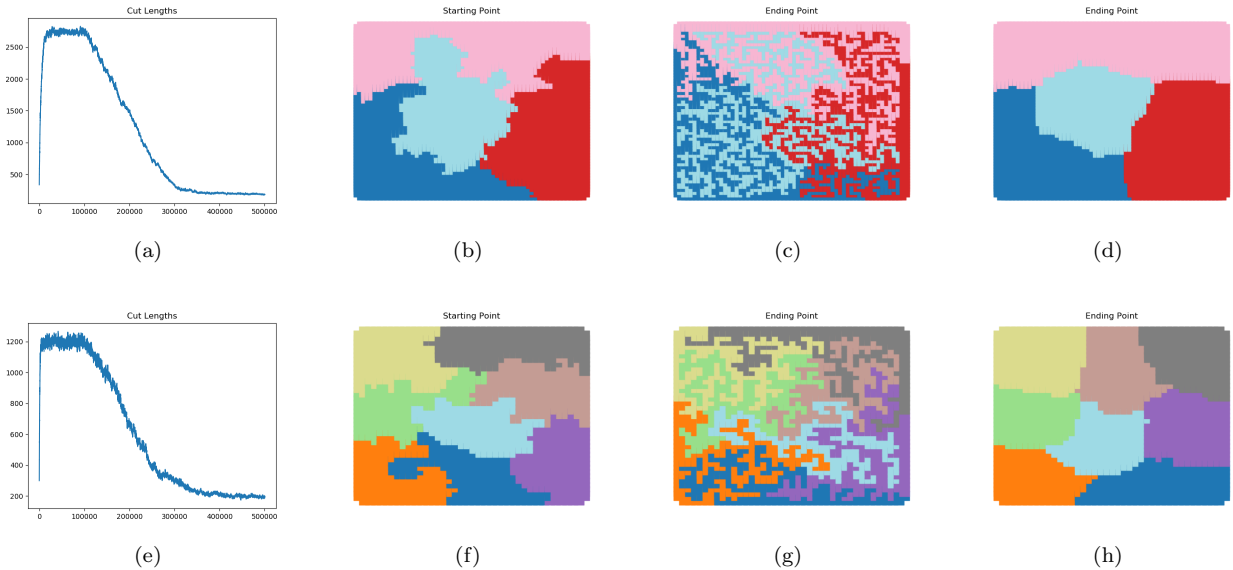 Cut Lengths
Starting Point
Ending Point
Ending Point
2500
2000
1500
1000
500
0 100000 200000 300000 400000 500000
(a) (b) (c) (d)
Cut Lengths
Starting Point
Ending Point
Ending Point
1200
1000
800
600
400
200
0 100000 200000 300000 400000 500000
(e) (f) (g) (h)